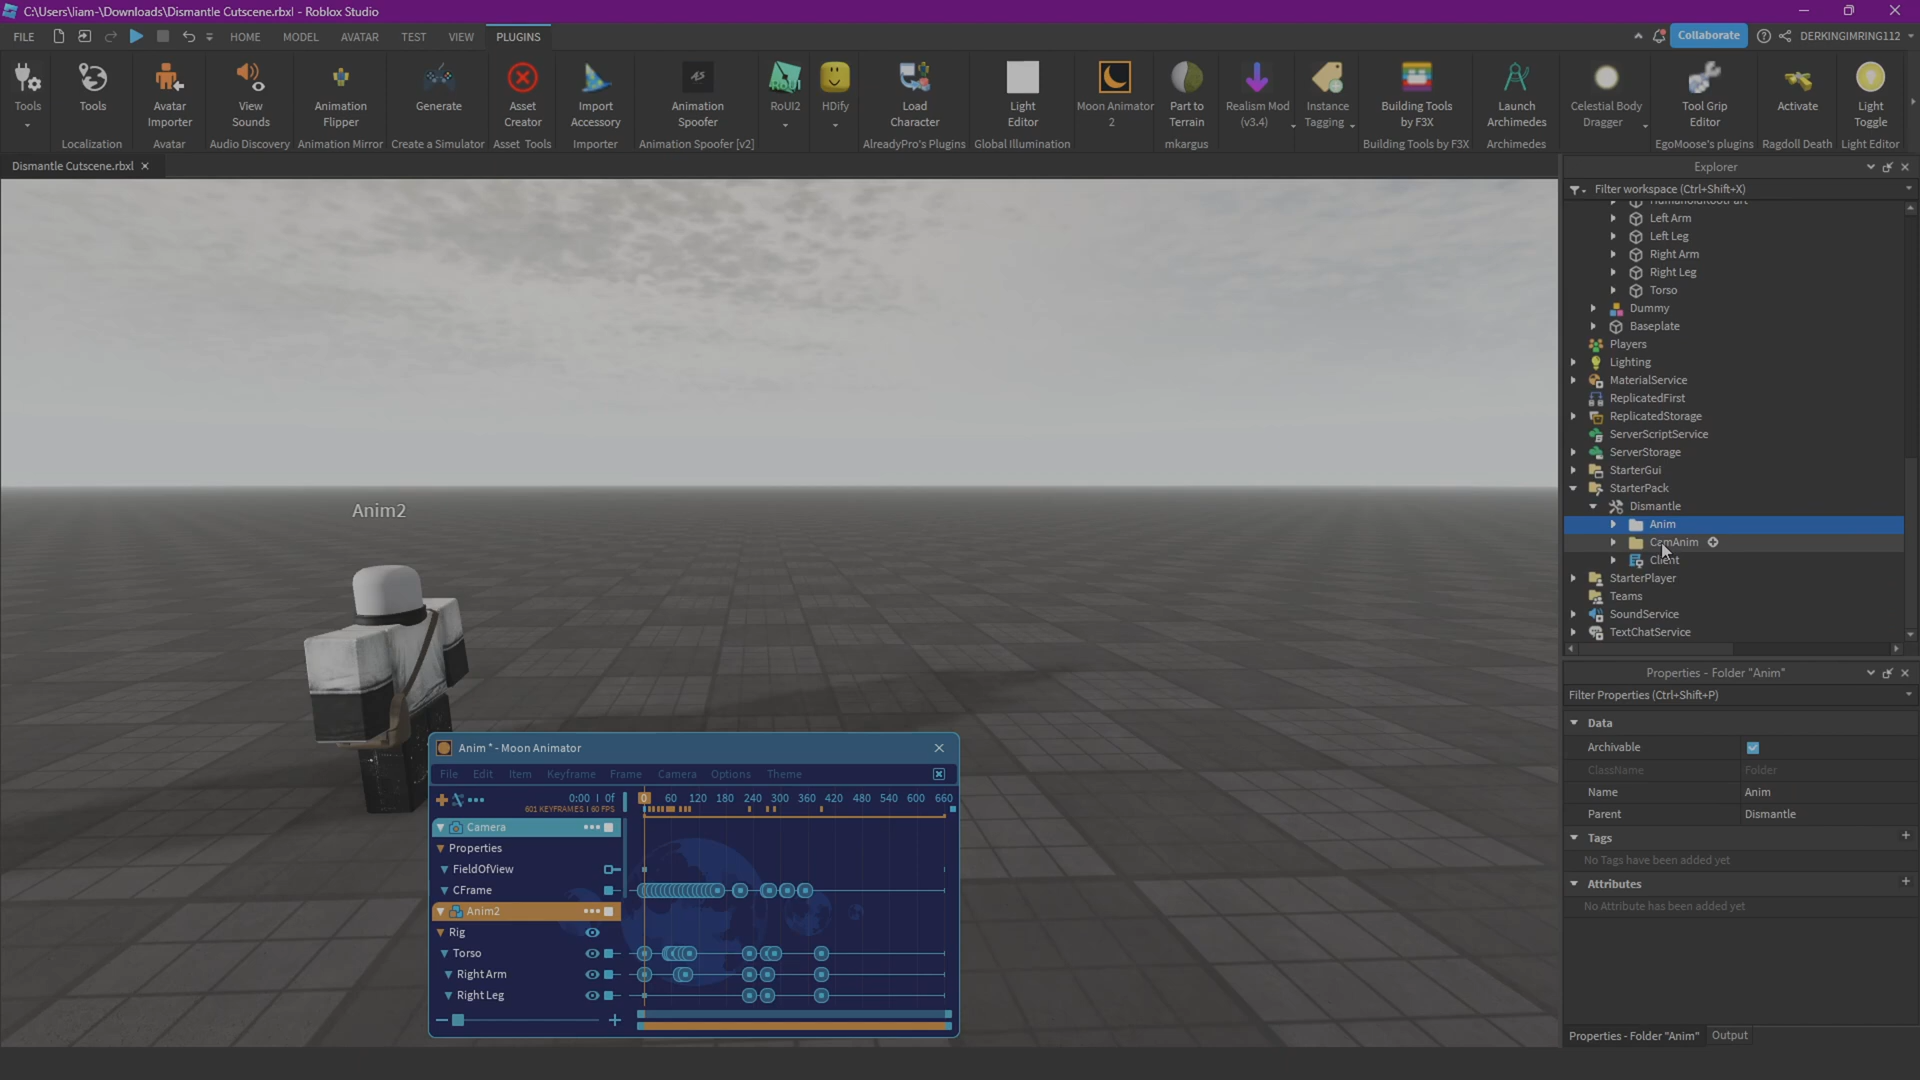 C:\Users\liam-\Downloads\Dismantle Cutscene.rbxl - Roblox Studio
FILE HOME MODEL AVATAR TEST VIEW PLUGINS Collaborate DERKINGIMRING112
Tools Tools Avatar Importer View Sounds Animation Flipper Generate Asset Creator Import Accessory Animation Spoofer RoUI2 HDify Load Character Light Editor Moon Animator 2 Part to Terrain Realism Mod (v3.4) Instance Tagging Building Tools by F3X Launch Archimedes Celestial Body Dragger Tool Grip Editor Activate Light Toggle
Localization Avatar Audio Discovery Animation Mirror Create a Simulator Asset Tools Importer Animation Spoofer [v2] AlreadyPro's Plugins Global Illumination mkargus Building Tools by F3X Archimedes EgoMoose's plugins Ragdoll Death Light Editor
Dismantle Cutscene.rbxl
Explorer
Filter workspace (Ctrl+Shift+X)
HumanoidRootPart
Left Arm
Left Leg
Right Arm
Right Leg
Torso
Dummy
Baseplate
Players
Lighting
MaterialService
ReplicatedFirst
ReplicatedStorage
ServerScriptService
ServerStorage
StarterGui
StarterPack
Dismantle
Anim
CamAnim
Client
StarterPlayer
Teams
SoundService
TextChatService
Properties - Folder "Anim"
Filter Properties (Ctrl+Shift+P)
Data
Archivable
ClassName Folder
Name Anim
Parent Dismantle
Tags
No Tags have been added yet
Attributes
No Attribute has been added yet
Properties - Folder "Anim" Output
Anim2
Anim * - Moon Animator
File Edit Item Keyframe Frame Camera Options Theme
0:00 | 0f 0 60 120 180 240 300 360 420 480 540 600 660
601 KEYFRAMES | 60 FPS
Camera
Properties
FieldOfView
CFrame
Anim2
Rig
Torso
Right Arm
Right Leg